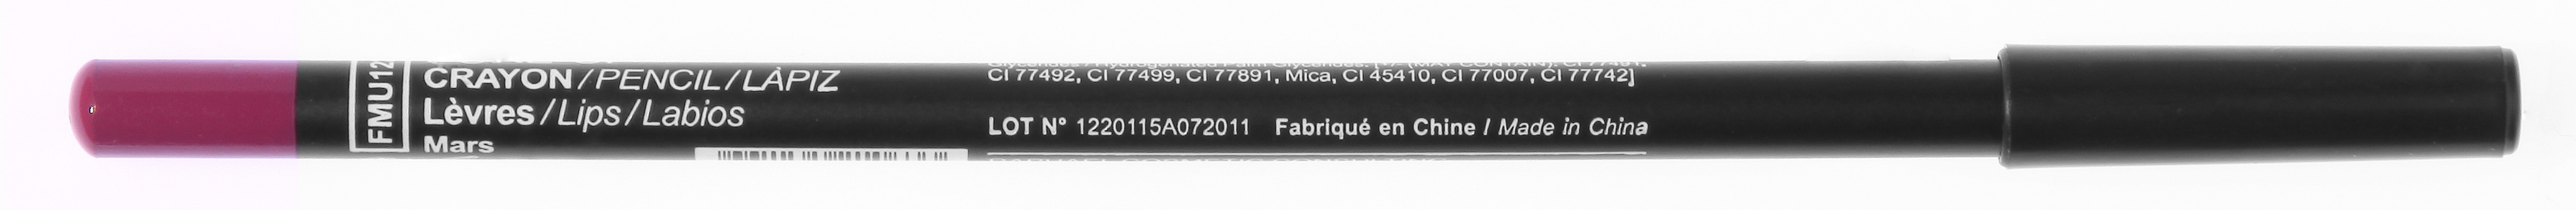 FMU12
CRAYON / PENCIL / LÀPIZ
Lèvres / Lips / Labios
Mars
CI 77492, CI 77499, CI 77891, Mica, CI 45410, CI 77007, CI 77742]
LOT N° 1220115A072011 Fabriqué en Chine / Made in China